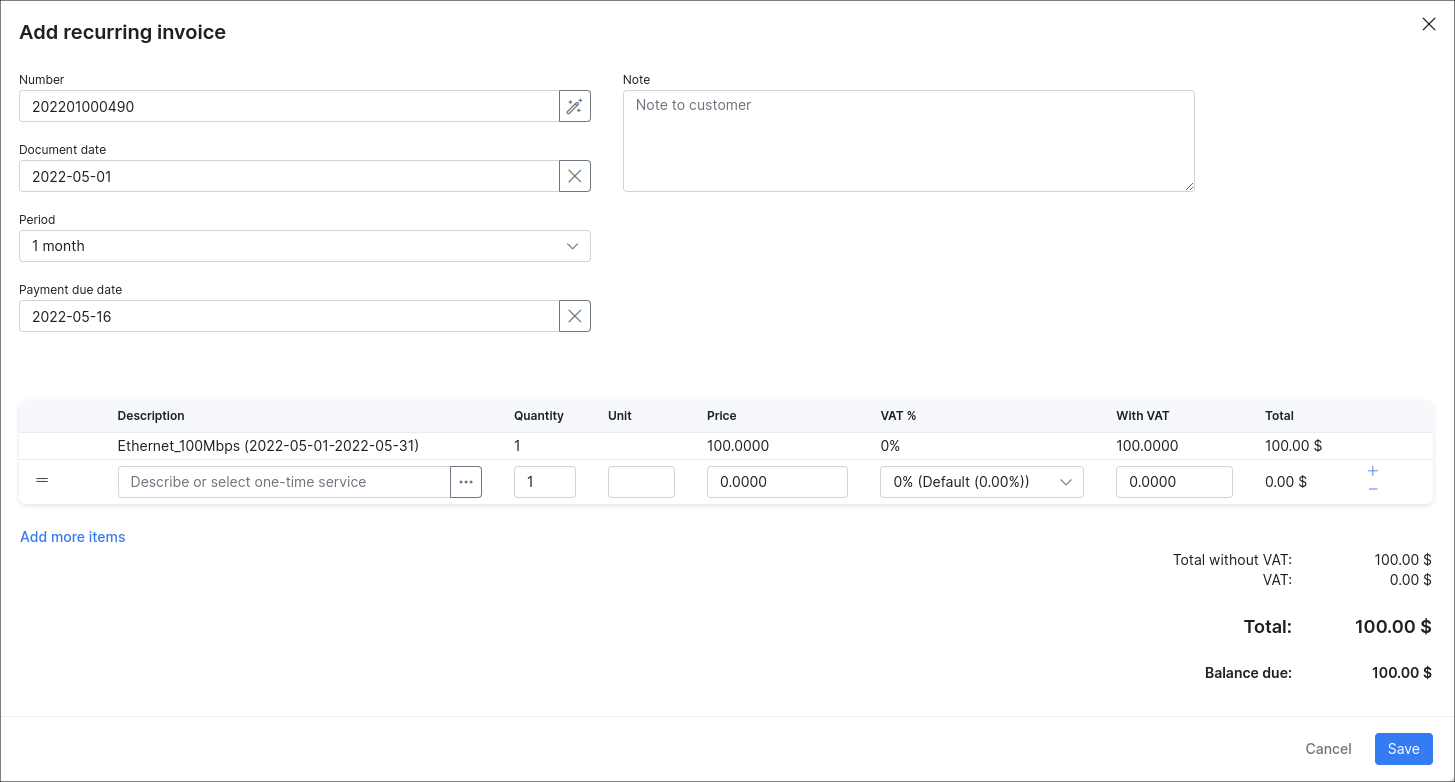 Add recurring invoice
Number
202201000490
Document date
2022-05-01
Period
1 month
Payment due date
2022-05-16
Note
Note to customer
Description Quantity Unit Price VAT % With VAT Total
Ethernet_100Mbps (2022-05-01-2022-05-31) 1 100.0000 0% 100.0000 100.00 $
Describe or select one-time service 1 0.0000 0% (Default (0.00%)) 0.0000 0.00 $
Add more items
Total without VAT: 100.00 $
VAT: 0.00 $
Total: 100.00 $
Balance due: 100.00 $
Cancel Save